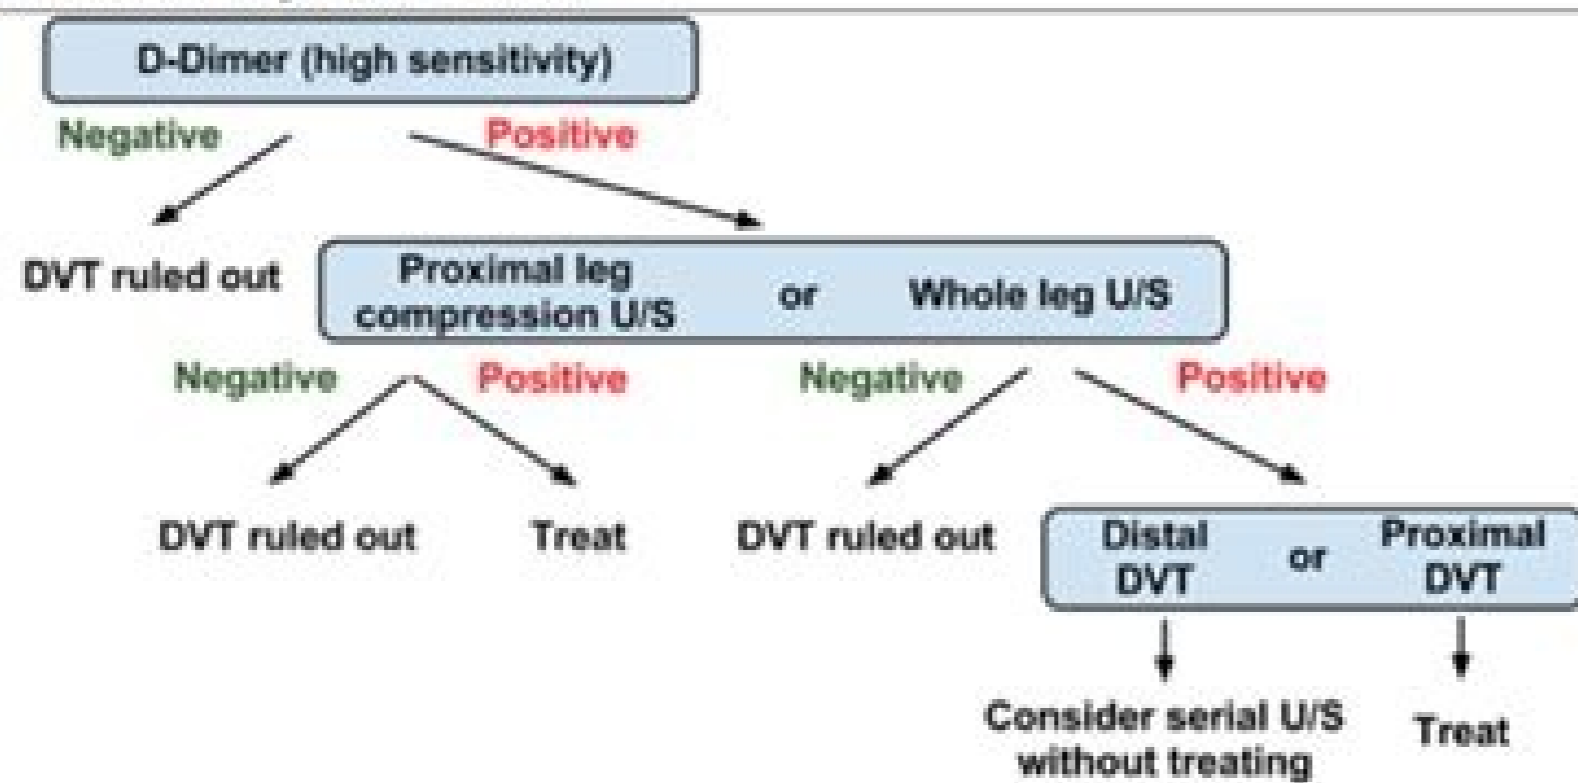 D-Dimer (high sensitivity)
Negative
Positive
DVT ruled out
Proximal leg
compression U/S
or
Whole leg U/S
Negative
Positive
Negative
Positive
DVT ruled out
Treat
DVT ruled out
Distal
DVT
or
Proximal
DVT
Consider serial U/S
without treating
Treat